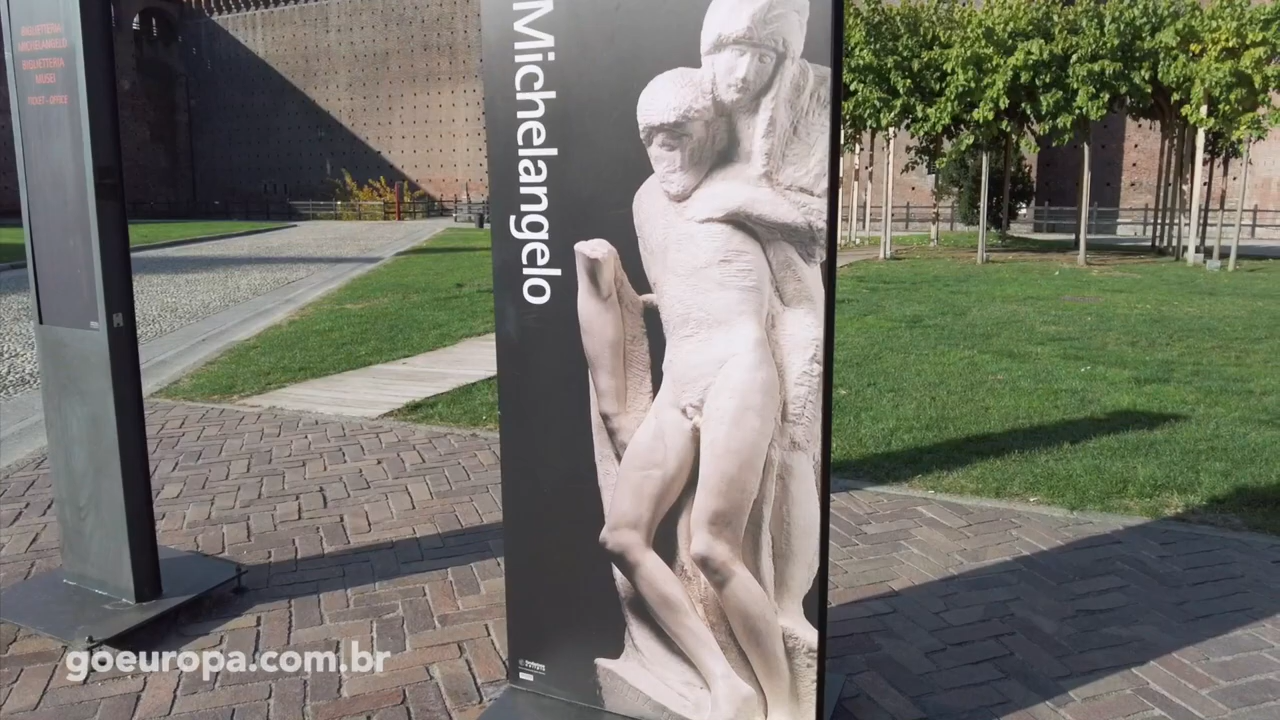 BIGLIETTERIA
MICHELANGELO
BIGLIETTERIA
MUSEI
TICKET - OFFICE
Michelangelo
goeuropa.com.br